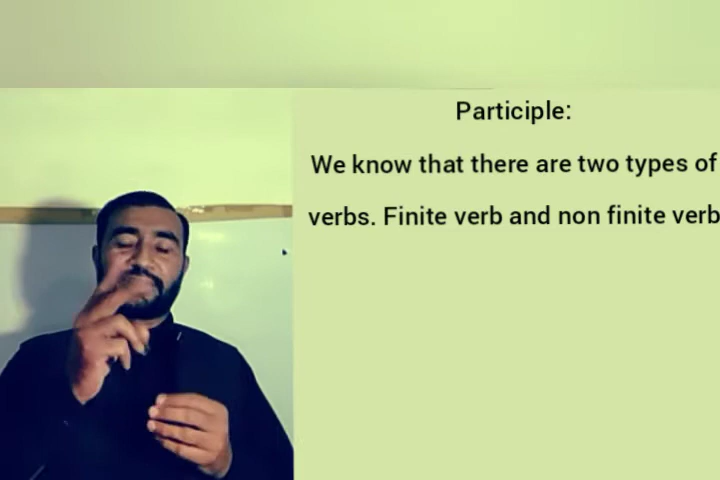 Participle:
We know that there are two types of
verbs. Finite verb and non finite verb